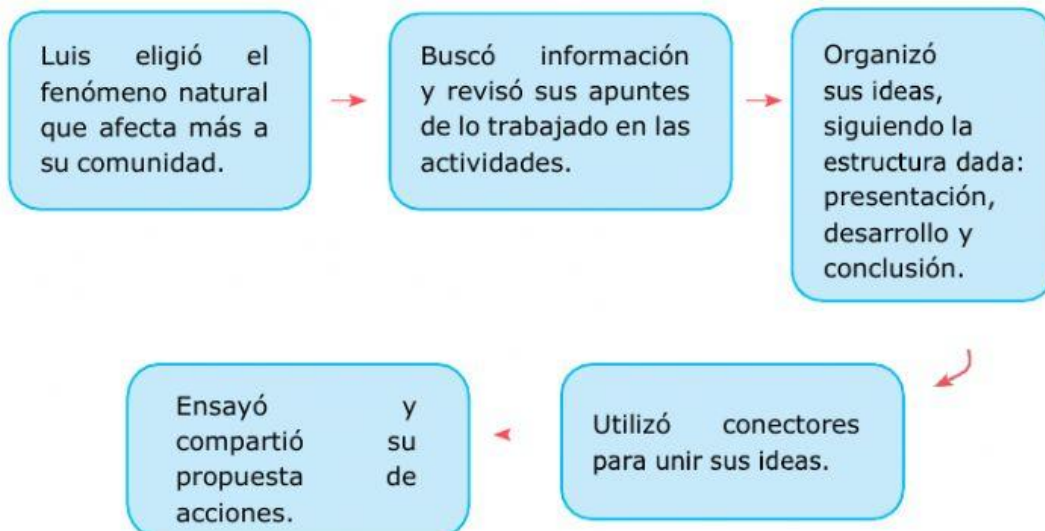 Luis eligió el
fenómeno natural
que afecta más a
su comunidad.
Buscó información
y revisó sus apuntes
de lo trabajado en las
actividades.
Organizó
sus ideas,
siguiendo la
estructura dada:
presentación,
desarrollo y
conclusión.
Utilizó conectores
para unir sus ideas.
Ensayó y
compartió su
propuesta de
acciones.